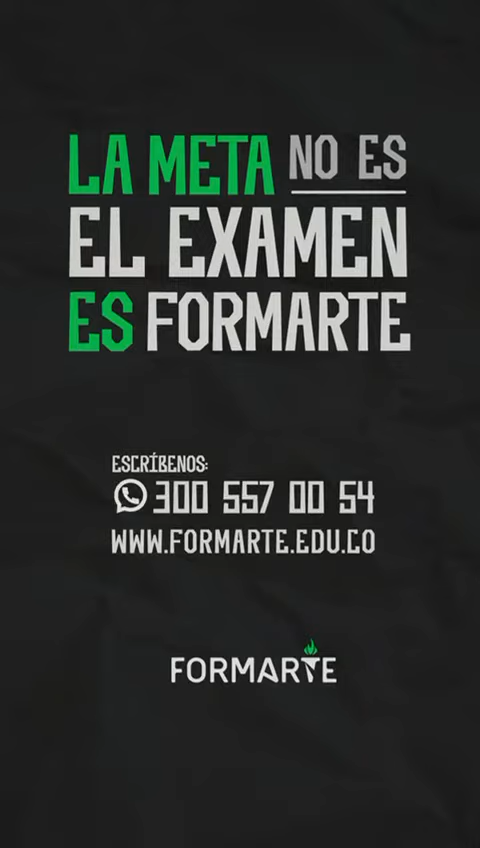 LA META NO ES
EL EXAMEN
ES FORMARTE
ESCRÍBENOS:
300 557 00 54
WWW.FORMARTE.EDU.CO
FORMARTE